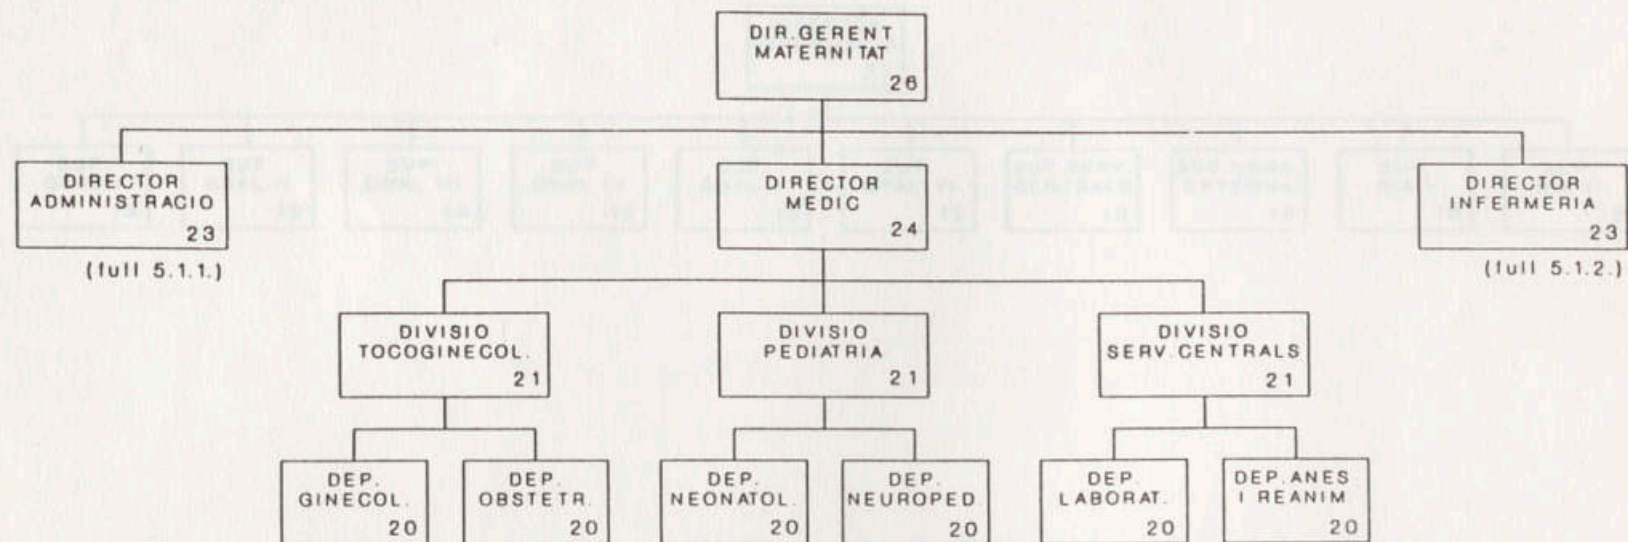 DIR.GERENT
MATERNITAT
26
DIRECTOR
ADMINISTRACIO
23
(full 5.1.1.)
DIRECTOR
MEDIC
24
DIRECTOR
INFERMERIA
23
(full 5.1.2.)
DIVISIO
TOCOGINECOL.
21
DIVISIO
PEDIATRIA
21
DIVISIO
SERV.CENTRALS
21
DEP.
GINECOL.
20
DEP.
OBSTETR.
20
DEP.
NEONATOL.
20
DEP.
NEUROPED
20
DEP.
LABORAT.
20
DEP.ANES
I REANIM
20